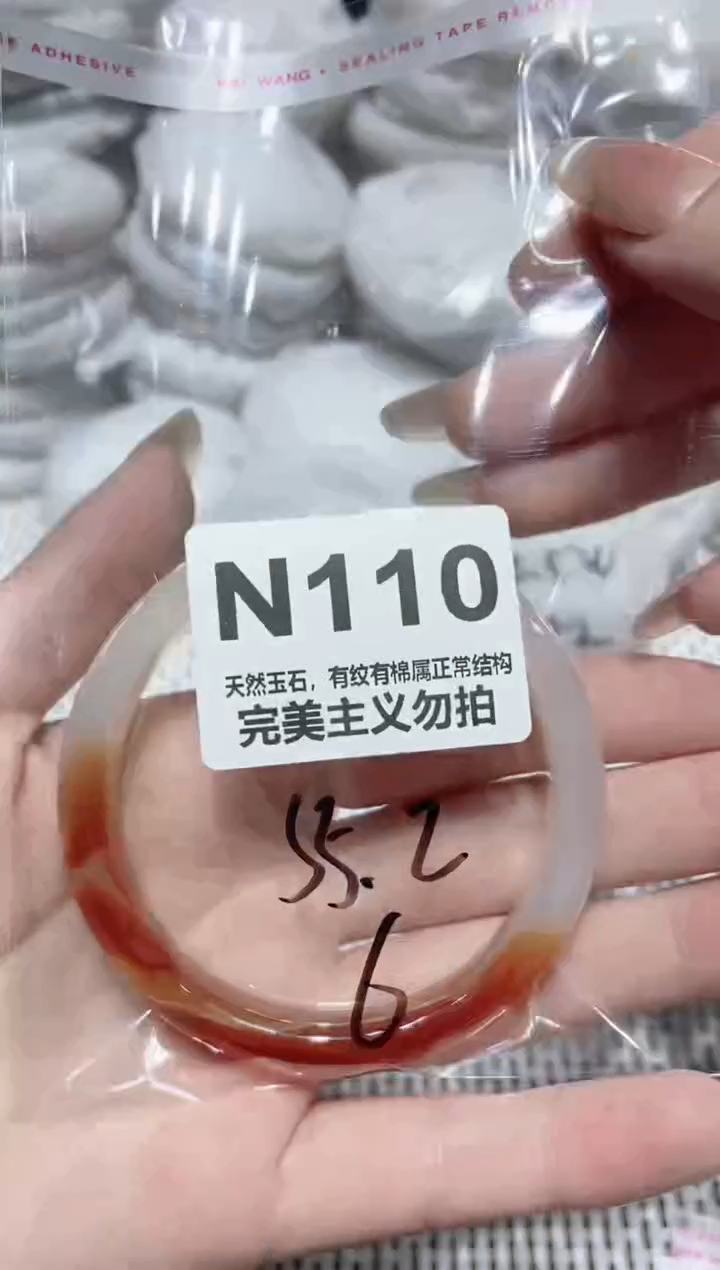 ADHESIVE
WANG • SEALING TAPE
N110
天然玉石，有纹有棉属正常结构
完美主义勿拍
55.2
6